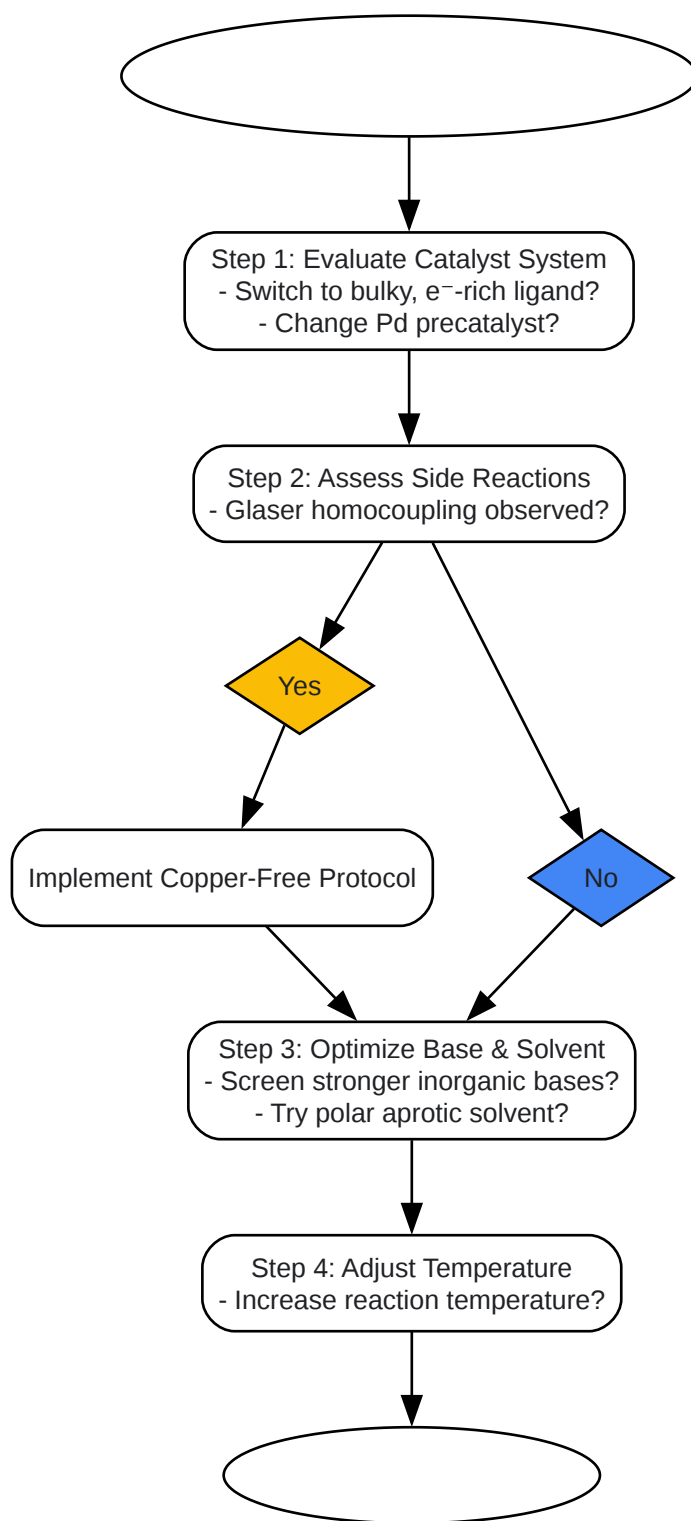 Step 1: Evaluate Catalyst System
- Switch to bulky, e⁻-rich ligand?
- Change Pd precatalyst?
Step 2: Assess Side Reactions
- Glaser homocoupling observed?
Yes
Implement Copper-Free Protocol
No
Step 3: Optimize Base & Solvent
- Screen stronger inorganic bases?
- Try polar aprotic solvent?
Step 4: Adjust Temperature
- Increase reaction temperature?